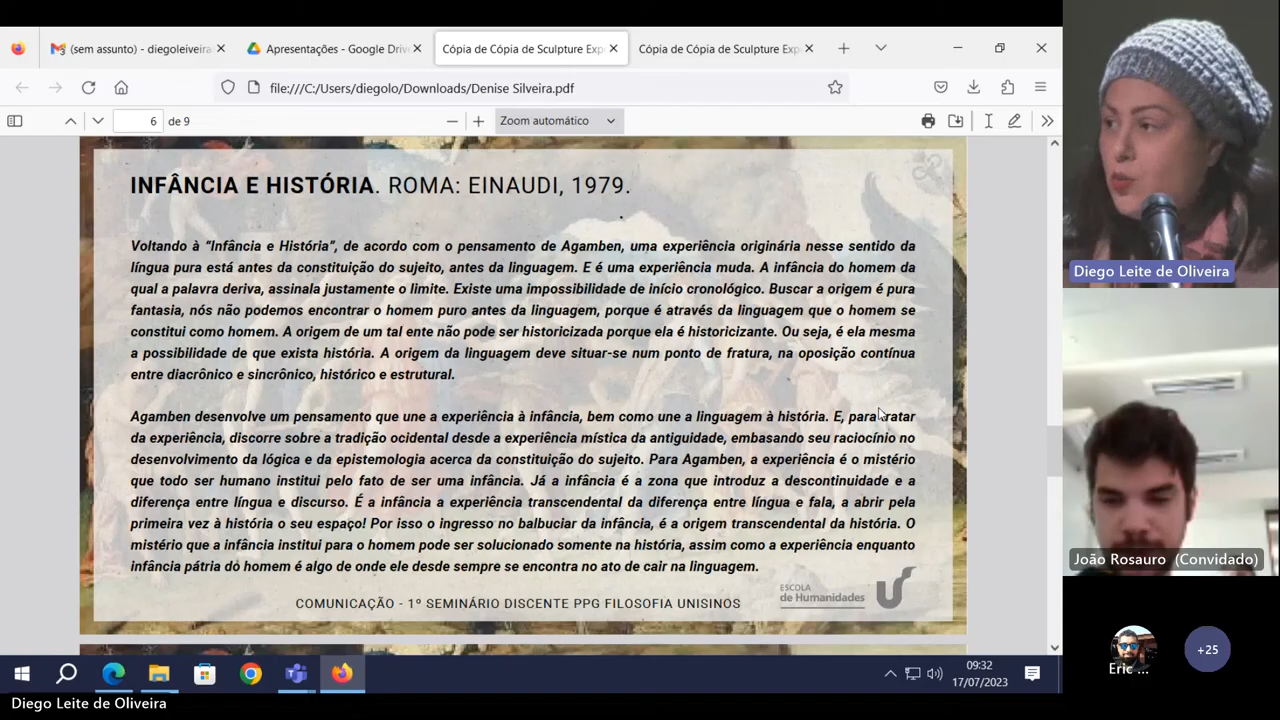 (sem assunto) - diegoleiveira
Apresentações - Google Driv
Cópia de Cópia de Sculpture Exp
Cópia de Cópia de Sculpture Exp
file:///C:/Users/diegolo/Downloads/Denise Silveira.pdf
6 de 9
Zoom automático
INFÂNCIA E HISTÓRIA. ROMA: EINAUDI, 1979.
Voltando à “Infância e História”, de acordo com o pensamento de Agamben, uma experiência originária nesse sentido da
língua pura está antes da constituição do sujeito, antes da linguagem. E é uma experiência muda. A infância do homem da
qual a palavra deriva, assinala justamente o limite. Existe uma impossibilidade de início cronológico. Buscar a origem é pura
fantasia, nós não podemos encontrar o homem puro antes da linguagem, porque é através da linguagem que o homem se
constitui como homem. A origem de um tal ente não pode ser historicizada porque ela é historicizante. Ou seja, é ela mesma
a possibilidade de que exista história. A origem da linguagem deve situar-se num ponto de fratura, na oposição contínua
entre diacrônico e sincrônico, histórico e estrutural.
Agamben desenvolve um pensamento que une a experiência à infância, bem como une a linguagem à história. E, para tratar
da experiência, discorre sobre a tradição ocidental desde a experiência mística da antiguidade, embasando seu raciocínio no
desenvolvimento da lógica e da epistemologia acerca da constituição do sujeito. Para Agamben, a experiência é o mistério
que todo ser humano institui pelo fato de ser uma infância. Já a infância é a zona que introduz a descontinuidade e a
diferença entre língua e discurso. É a infância a experiência transcendental da diferença entre língua e fala, a abrir pela
primeira vez à história o seu espaço! Por isso o ingresso no balbuciar da infância, é a origem transcendental da história. O
mistério que a infância institui para o homem pode ser solucionado somente na história, assim como a experiência enquanto
infância pátria do homem é algo de onde ele desde sempre se encontra no ato de cair na linguagem.
COMUNICAÇÃO - 1º SEMINÁRIO DISCENTE PPG FILOSOFIA UNISINOS
ESCOLA
de Humanidades
Diego Leite de Oliveira
João Rosauro (Convidado)
Eric ...
+25
09:32
17/07/2023
Diego Leite de Oliveira